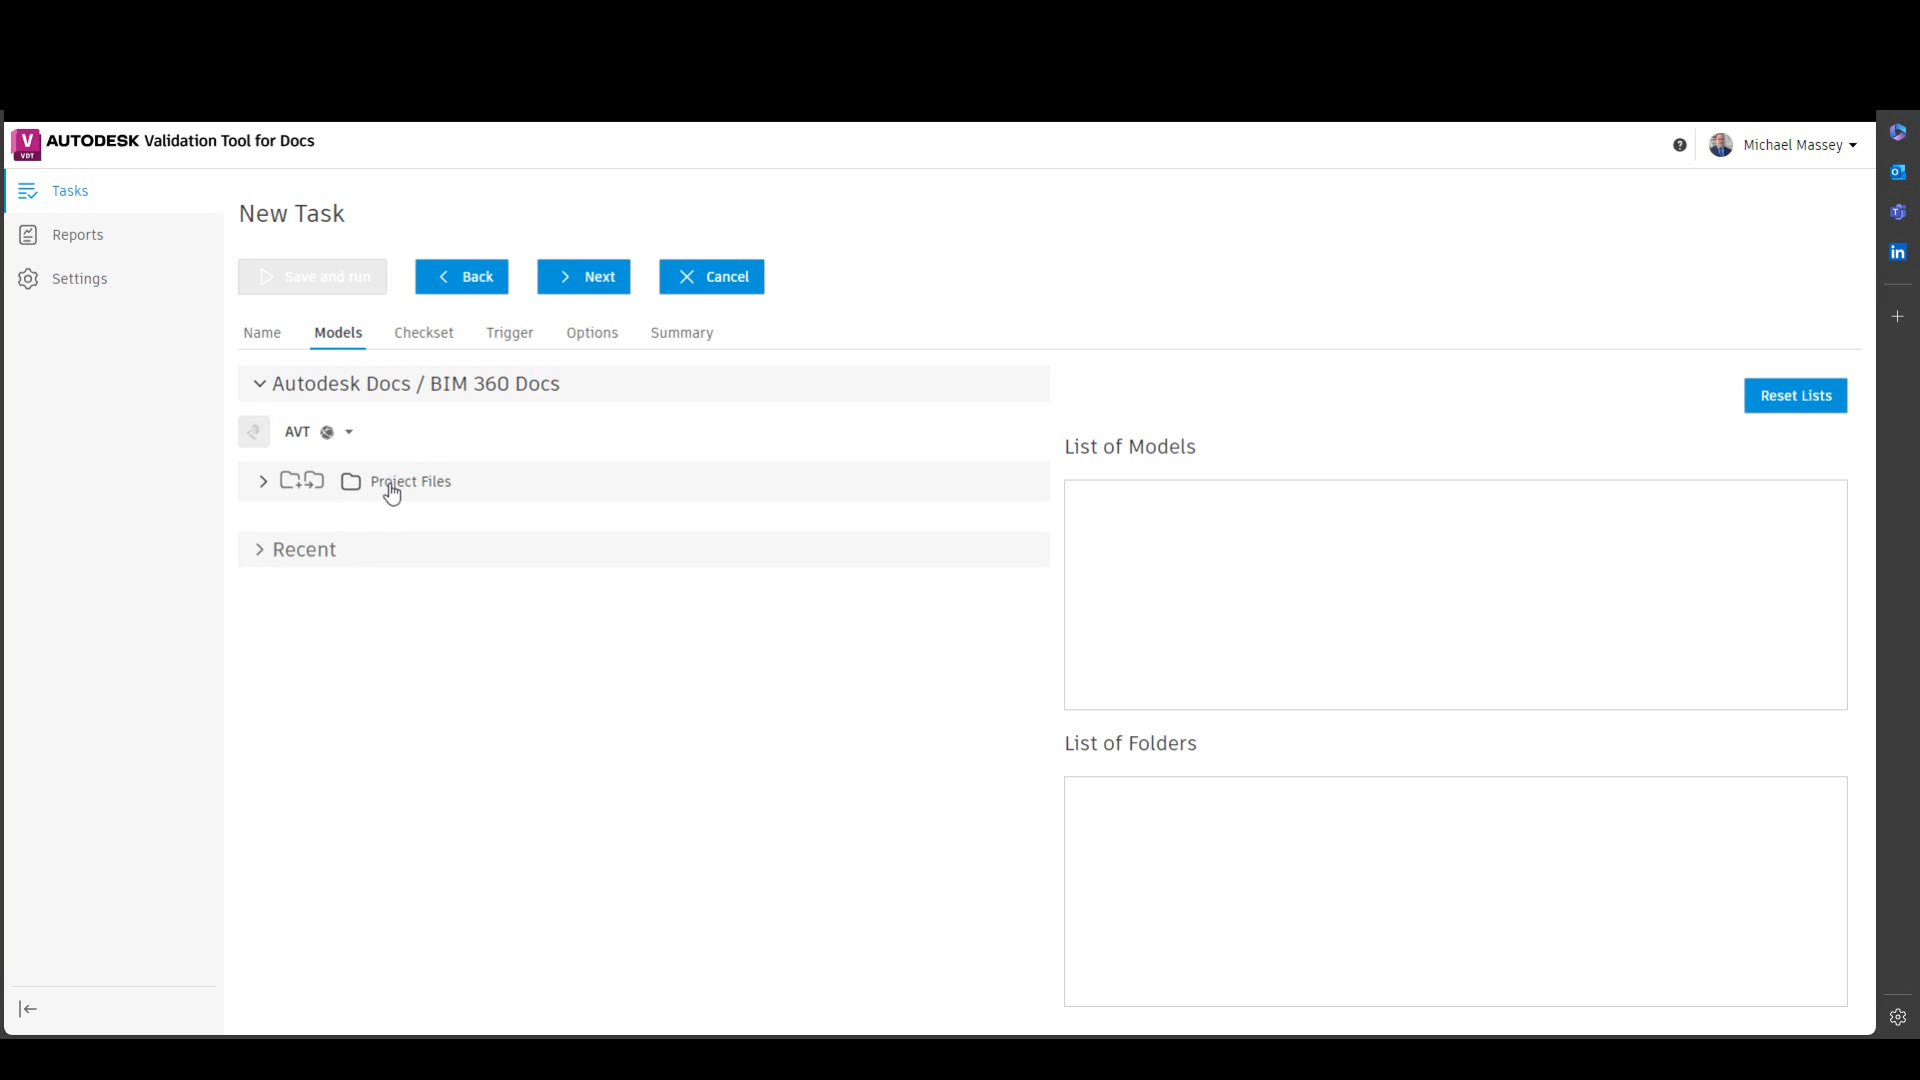 V
VDT
AUTODESK Validation Tool for Docs
Michael Massey
Tasks
Reports
Settings
New Task
Save and run
Back
Next
Cancel
Name
Models
Checkset
Trigger
Options
Summary
Autodesk Docs / BIM 360 Docs
AVT
Project Files
Recent
Reset Lists
List of Models
List of Folders